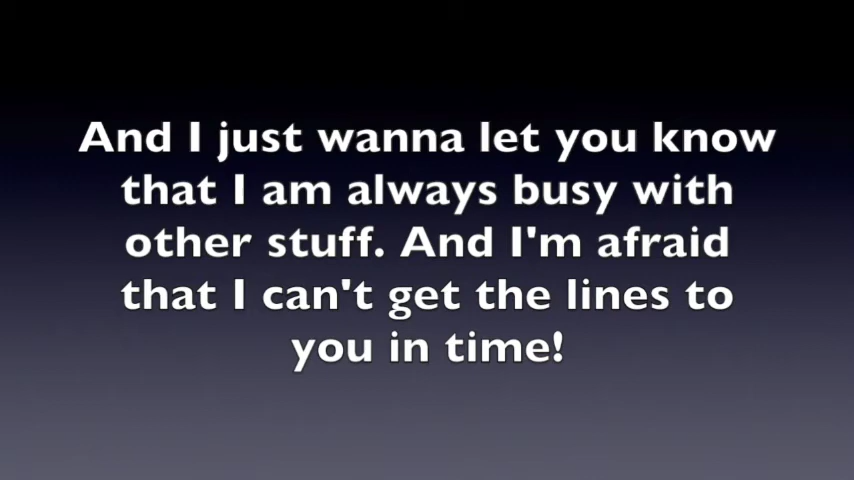 And I just wanna let you know
that I am always busy with
other stuff. And I'm afraid
that I can't get the lines to
you in time!